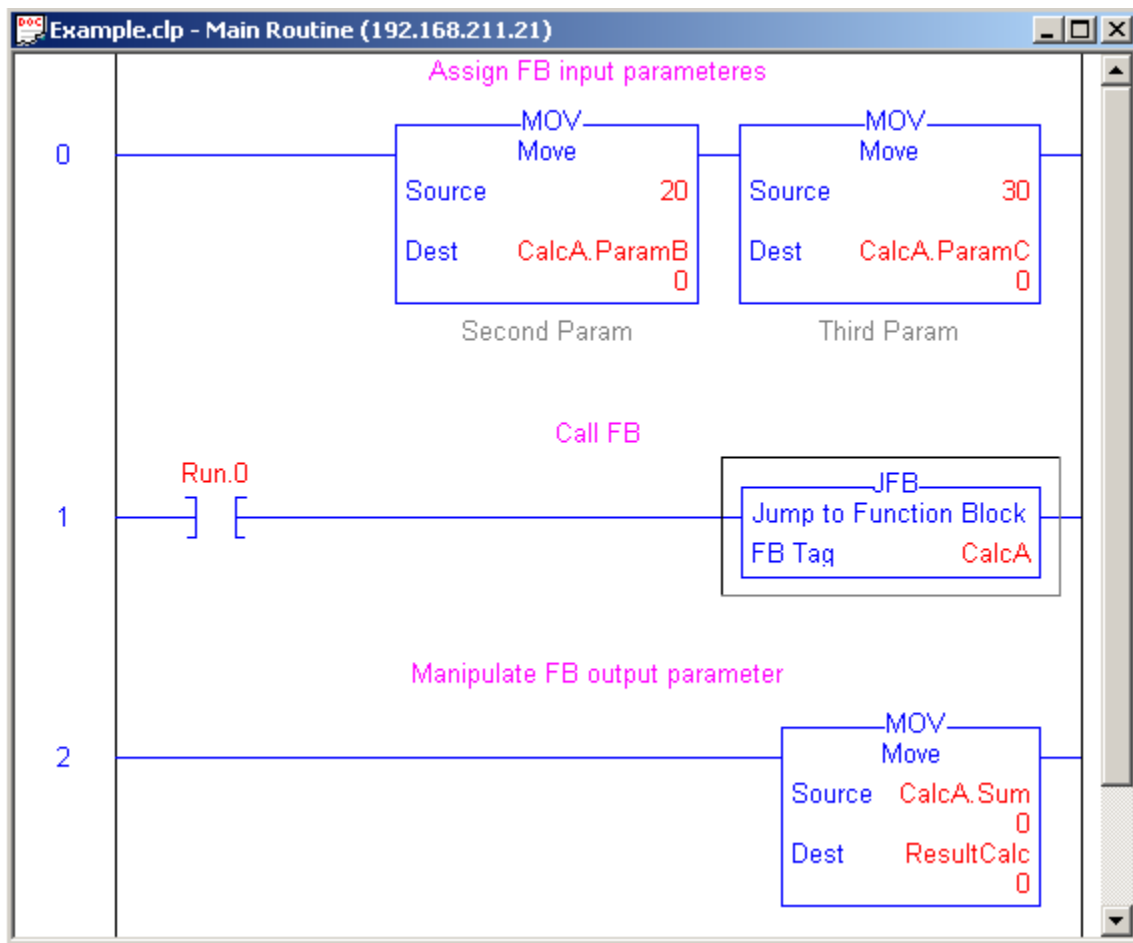 DOC Example.clp - Main Routine (192.168.211.21)
Assign FB input parameteres
0
MOV
Move
Source 20
Dest CalcA.ParamB
0
Second Param
MOV
Move
Source 30
Dest CalcA.ParamC
0
Third Param
Call FB
1
Run.0
JFB
Jump to Function Block
FB Tag CalcA
Manipulate FB output parameter
2
MOV
Move
Source CalcA.Sum
0
Dest ResultCalc
0